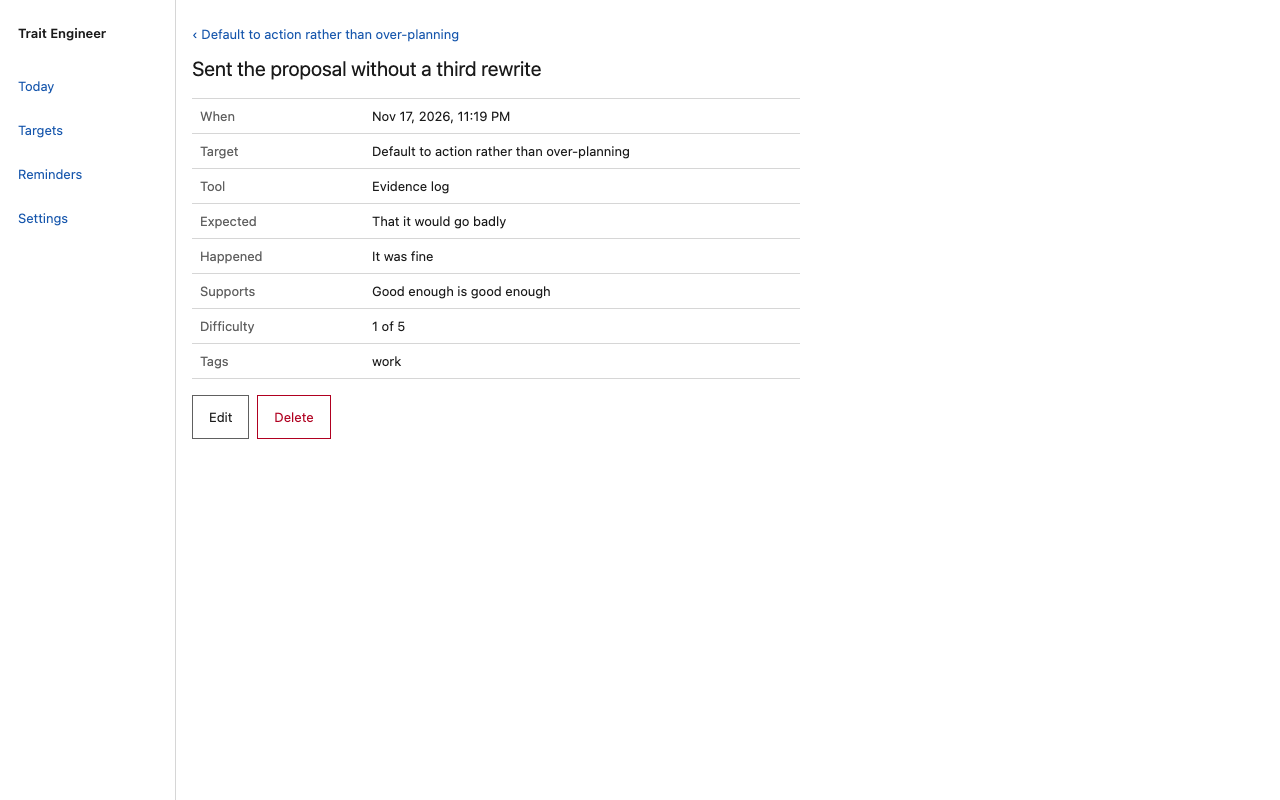 Trait Engineer
Today
Targets
Reminders
Settings
‹ Default to action rather than over-planning
Sent the proposal without a third rewrite
When Nov 17, 2026, 11:19 PM
Target Default to action rather than over-planning
Tool Evidence log
Expected That it would go badly
Happened It was fine
Supports Good enough is good enough
Difficulty 1 of 5
Tags work
Edit Delete